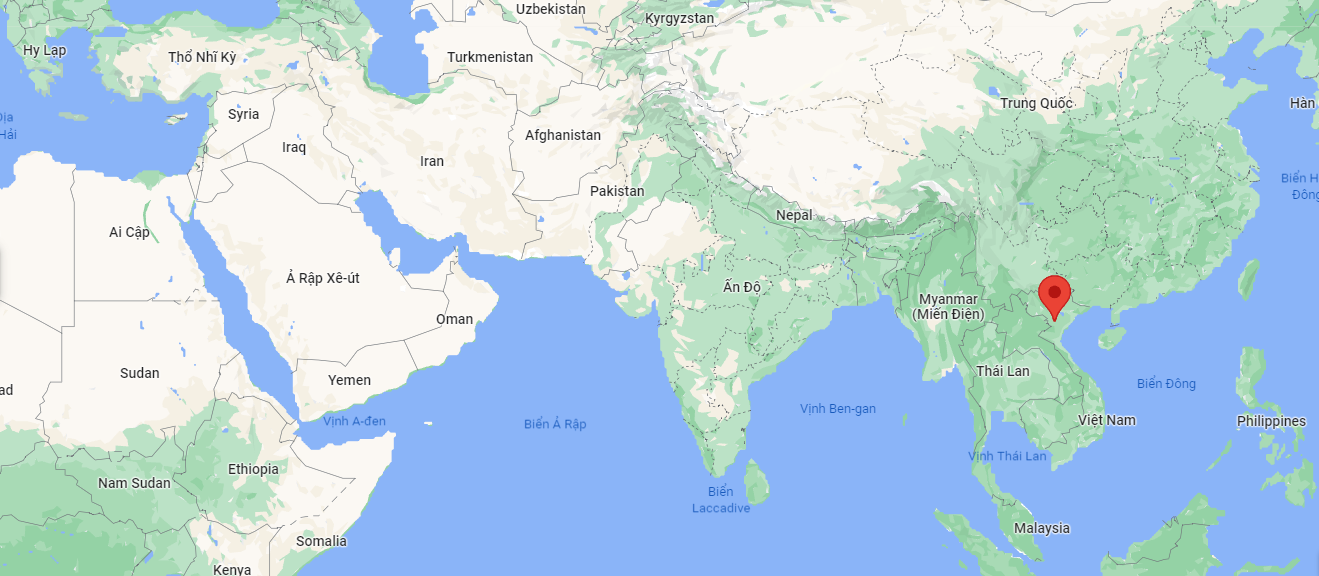 Uzbekistan
Kyrgyzstan
Hy Lạp
Thổ Nhĩ Kỳ
Turkmenistan
Trung Quốc
Hàn
Syria
Địa
Hải
Afghanistan
Iraq
Iran
Pakistan
Biển H
Đông
Nepal
Ai Cập
Ả Rập Xê-út
Ấn Độ
Myanmar
(Miến Điện)
Oman
Sudan
Yemen
Thái Lan
Biển Đông
ad
Vịnh A-đen
Biển Ả Rập
Vịnh Ben-gan
Việt Nam
Philippines
Vịnh Thái Lan
Ethiopia
Nam Sudan
Biển
Laccadive
Malaysia
Somalia
Kenya